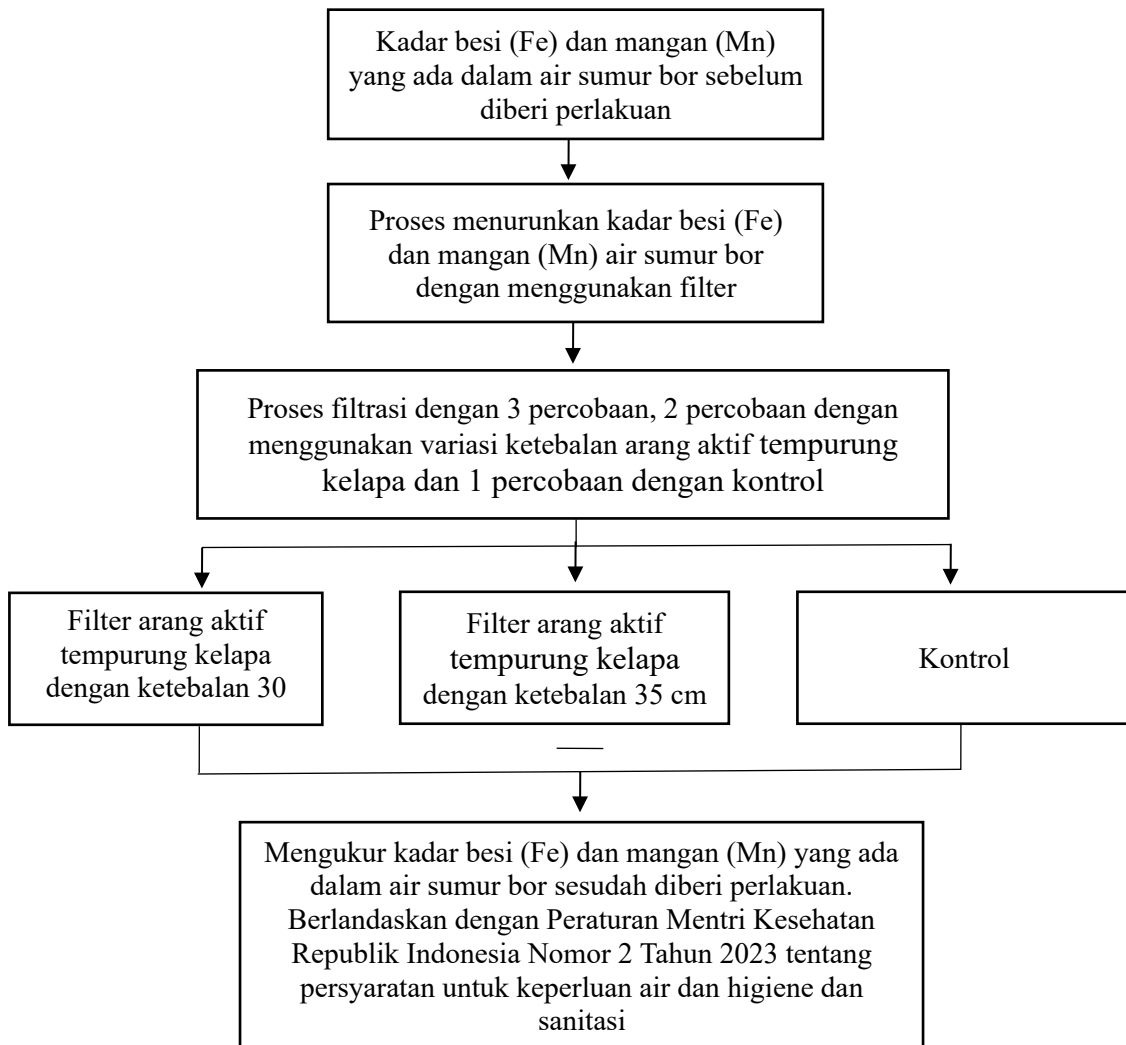 Kadar besi (Fe) dan mangan (Mn)
yang ada dalam air sumur bor sebelum
diberi perlakuan
Proses menurunkan kadar besi (Fe)
dan mangan (Mn) air sumur bor
dengan menggunakan filter
Proses filtrasi dengan 3 percobaan, 2 percobaan dengan
menggunakan variasi ketebalan arang aktif tempurung
kelapa dan 1 percobaan dengan kontrol
Filter arang aktif
tempurung kelapa
dengan ketebalan 30
Filter arang aktif
tempurung kelapa
dengan ketebalan 35 cm
Kontrol
Mengukur kadar besi (Fe) dan mangan (Mn) yang ada
dalam air sumur bor sesudah diberi perlakuan.
Berlandaskan dengan Peraturan Mentri Kesehatan
Republik Indonesia Nomor 2 Tahun 2023 tentang
persyaratan untuk keperluan air dan higiene dan
sanitasi